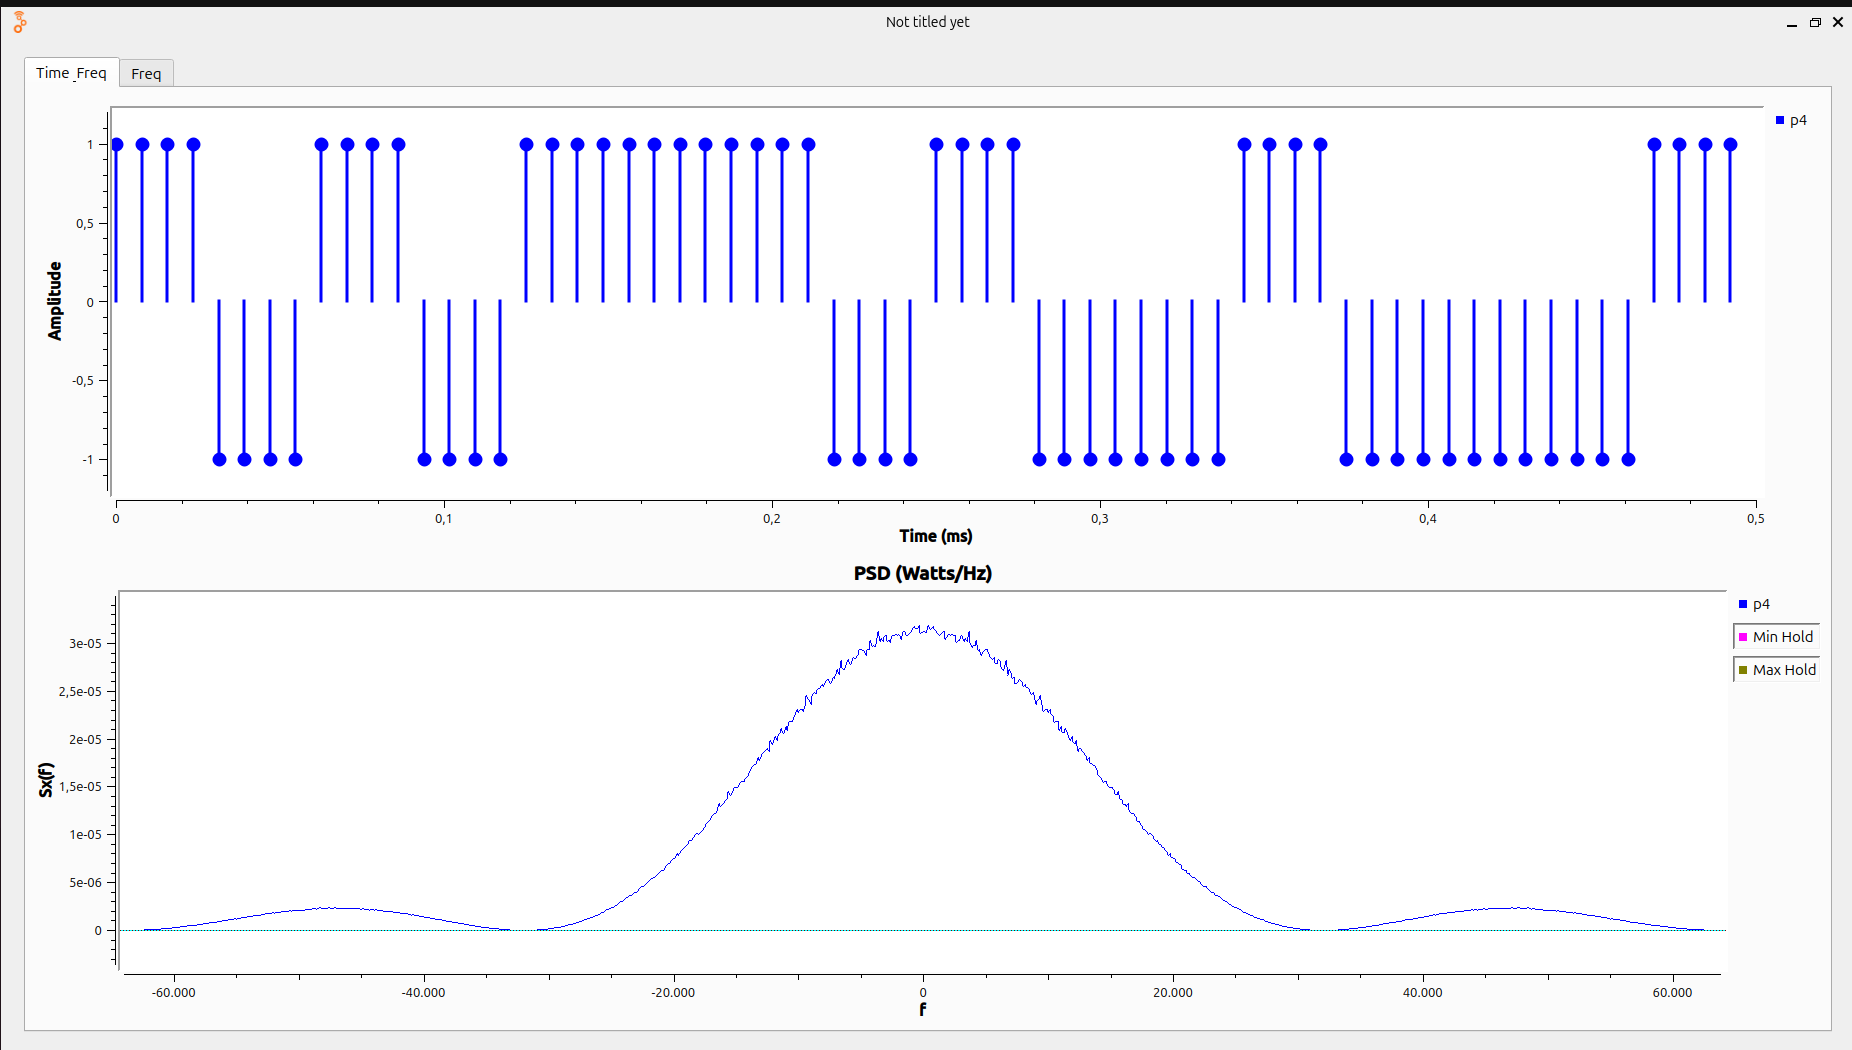 Not titled yet
Time_Freq
Freq
1
0,5
0
-0,5
-1
Amplitude
0
0,1
0,2
0,3
0,4
0,5
Time (ms)
p4
PSD (Watts/Hz)
3e-05
2,5e-05
2e-05
1,5e-05
1e-05
5e-06
0
Sx(f)
-60.000
-40.000
-20.000
0
20.000
40.000
60.000
f
p4
Min Hold
Max Hold